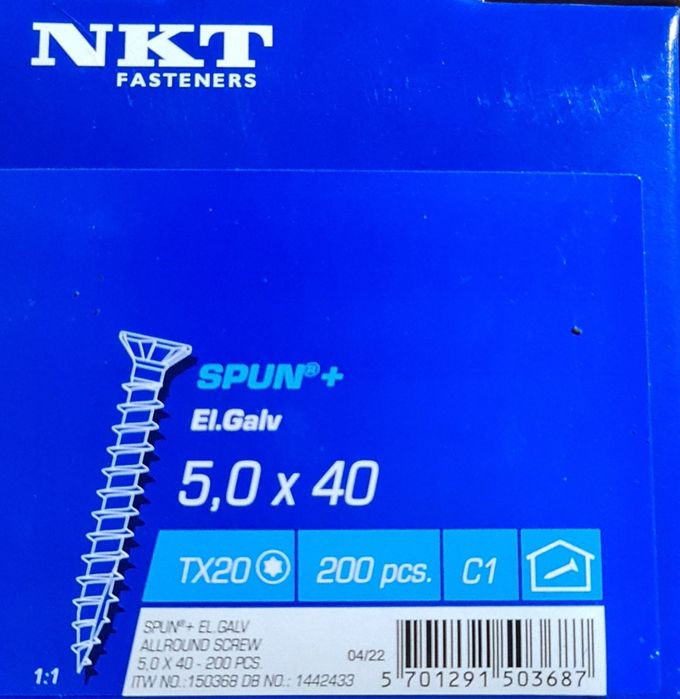 NKT
FASTENERS
SPUN®+
El.Galv
5,0 x 40
TX20
200 pcs.
C1
SPUN®+ EL.GALV
ALLROUND SCREW
5,0 X 40 - 200 PCS.
ITW NO.:150368 DB NO.: 1442433
04/22
5 701291 503687
1:1